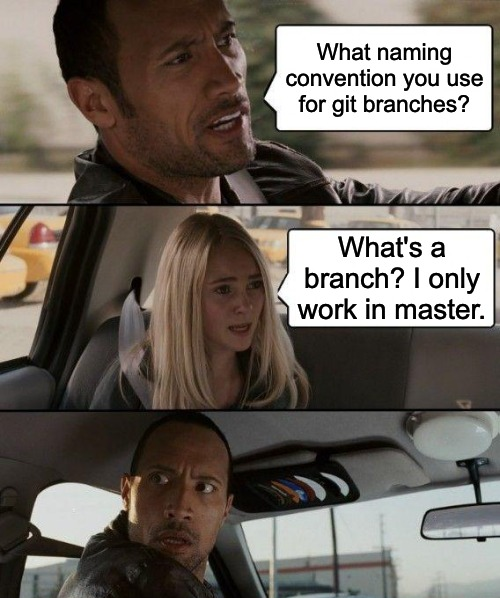 What naming
convention you use
for git branches?
What's a
branch? I only
work in master.